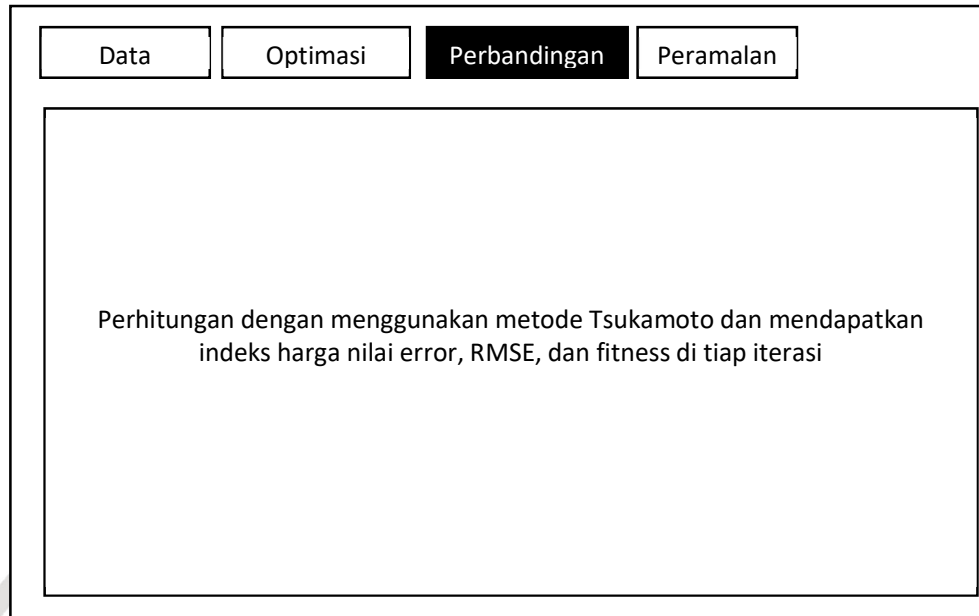 Data
Optimasi
Perbandingan
Peramalan
Perhitungan dengan menggunakan metode Tsukamoto dan mendapatkan
indeks harga nilai error, RMSE, dan fitness di tiap iterasi